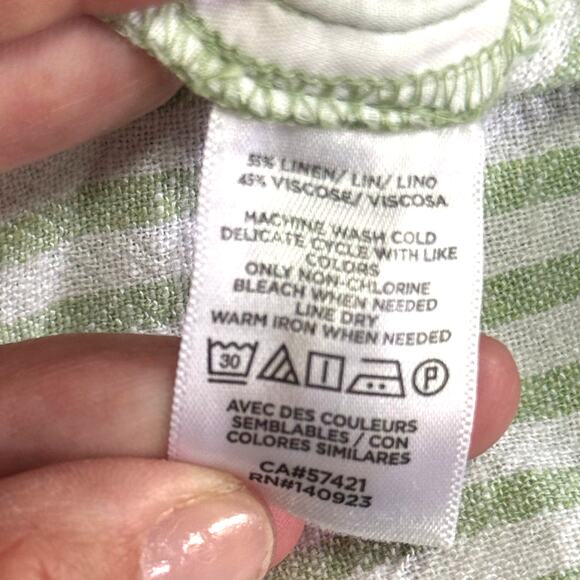 55% LINEN/ LIN/ LINO
45% VISCOSE/ VISCOSA
MACHINE WASH COLD
DELICATE CYCLE WITH LIKE
COLORS
ONLY NON-CHLORINE
BLEACH WHEN NEEDED
LINE DRY
WARM IRON WHEN NEEDED
30 P
AVEC DES COULEURS
SEMBLABLES / CON
COLORES SIMILARES
CA#57421
RN#140923